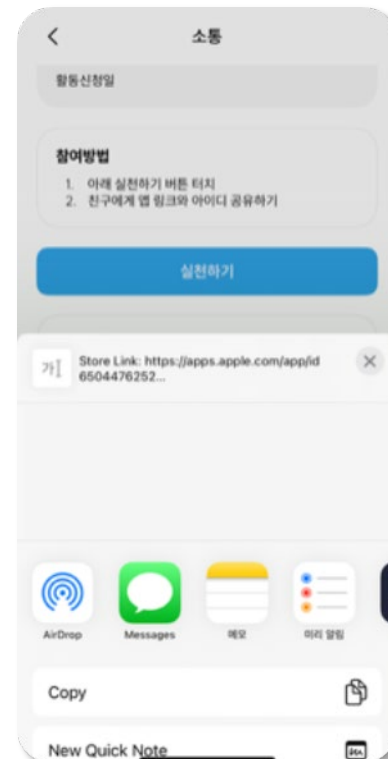 소통
활동신청일
참여방법
1. 아래 실천하기 버튼 터치
2. 친구에게 앱 링크와 아이디 공유하기
실천하기
가
Store Link: https://apps.apple.com/app/id
6504476252...
AirDrop Messages 메모 미리 알림
Copy
New Quick Note